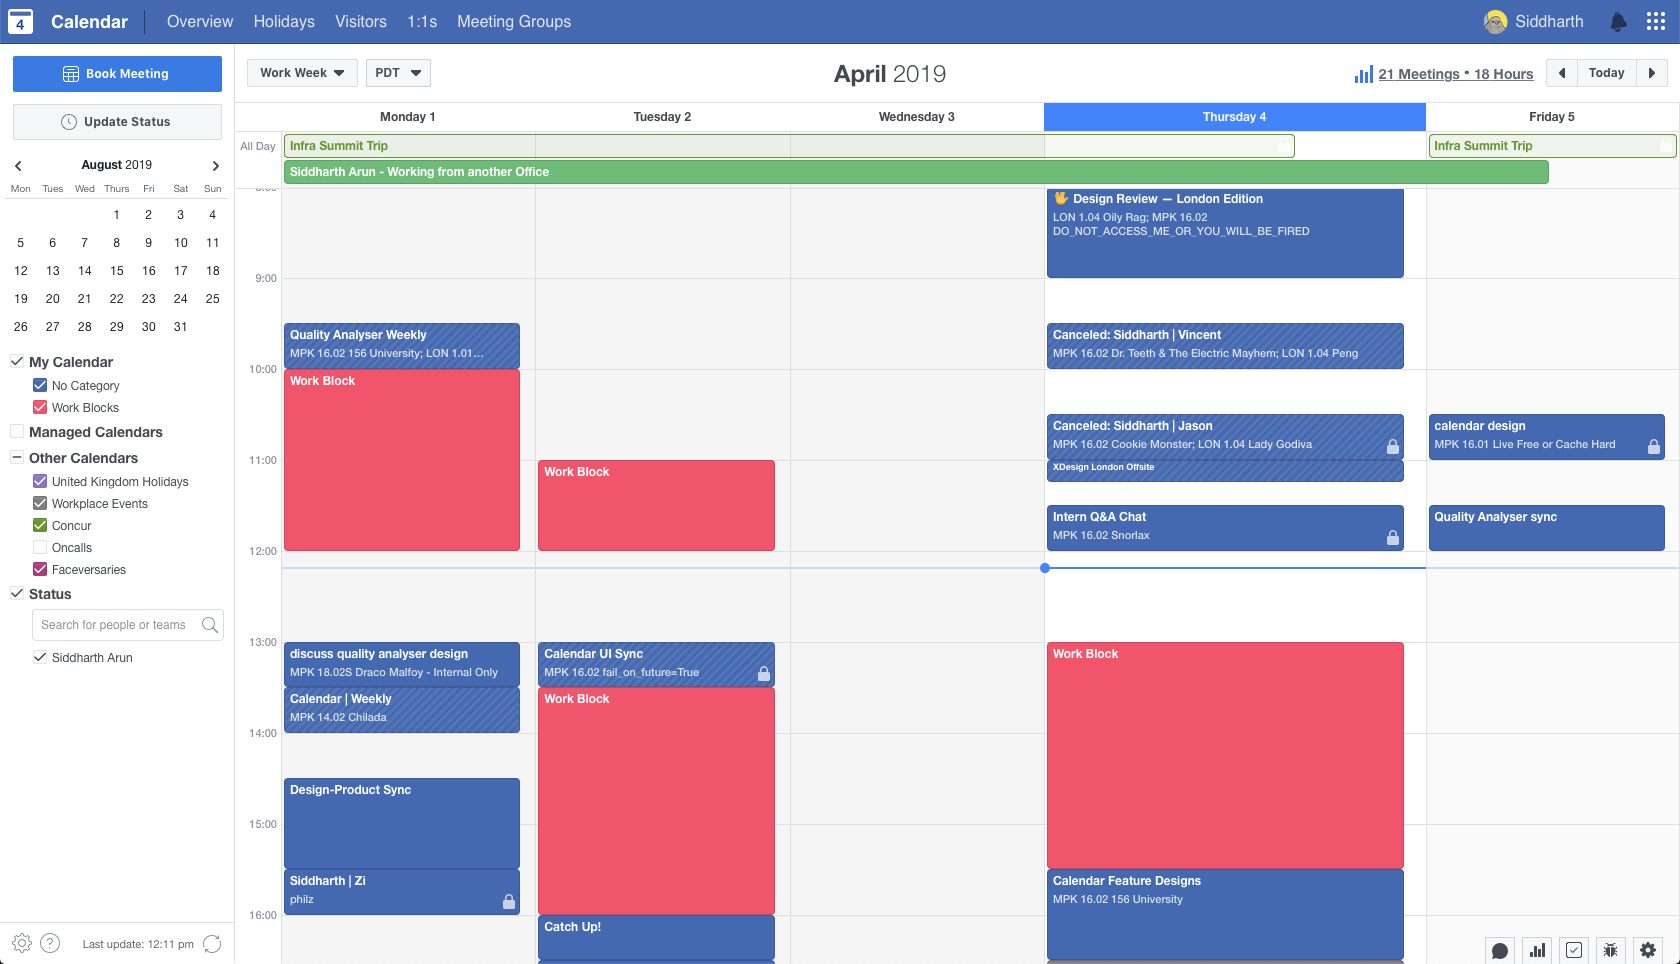 4 Calendar Overview Holidays Visitors 1:1s Meeting Groups Siddharth
Book Meeting
Update Status
August 2019
Mon Tues Wed Thurs Fri Sat Sun
1 2 3 4
5 6 7 8 9 10 11
12 13 14 15 16 17 18
19 20 21 22 23 24 25
26 27 28 29 30 31
My Calendar
No Category
Work Blocks
Managed Calendars
Other Calendars
United Kingdom Holidays
Workplace Events
Concur
Oncalls
Faceversaries
Status
Search for people or teams
Siddharth Arun
Last update: 12:11 pm
Work Week PDT April 2019 21 Meetings • 18 Hours Today
Monday 1 Tuesday 2 Wednesday 3 Thursday 4 Friday 5
All Day
Infra Summit Trip
Infra Summit Trip
Siddharth Arun - Working from another Office
9:00
10:00
11:00
12:00
13:00
14:00
15:00
16:00
Quality Analyser Weekly
MPK 16.02 156 University; LON 1.01...
Work Block
discuss quality analyser design
MPK 18.02S Draco Malfoy - Internal Only
Calendar | Weekly
MPK 14.02 Chilada
Design-Product Sync
Siddharth | Zi
philz
Work Block
Calendar UI Sync
MPK 16.02 fail_on_future=True
Work Block
Catch Up!
Design Review — London Edition
LON 1.04 Oily Rag; MPK 16.02
DO_NOT_ACCESS_ME_OR_YOU_WILL_BE_FIRED
Canceled: Siddharth | Vincent
MPK 16.02 Dr. Teeth & The Electric Mayhem; LON 1.04 Peng
Canceled: Siddharth | Jason
MPK 16.02 Cookie Monster; LON 1.04 Lady Godiva
XDesign London Offsite
Intern Q&A Chat
MPK 16.02 Snorlax
Work Block
Calendar Feature Designs
MPK 16.02 156 University
calendar design
MPK 16.01 Live Free or Cache Hard
Quality Analyser sync